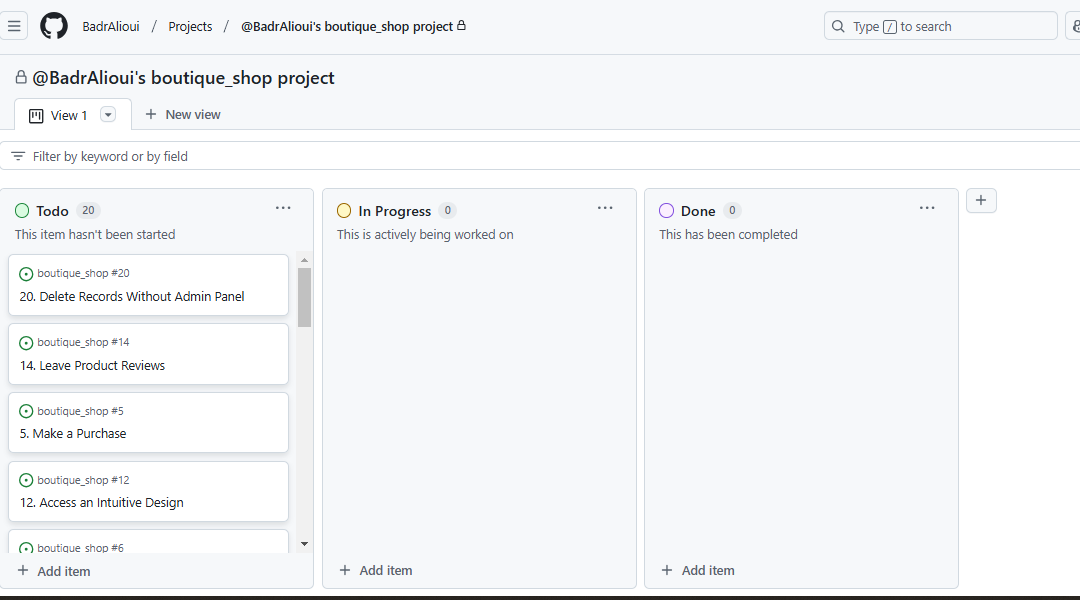 BadrAlioui / Projects / @BadrAlioui's boutique_shop project
Type / to search
@BadrAlioui's boutique_shop project
View 1
New view
Filter by keyword or by field
Todo 20
This item hasn't been started
boutique_shop #20
20. Delete Records Without Admin Panel
boutique_shop #14
14. Leave Product Reviews
boutique_shop #5
5. Make a Purchase
boutique_shop #12
12. Access an Intuitive Design
boutique_shop #6
Add item
In Progress 0
This is actively being worked on
Add item
Done 0
This has been completed
Add item